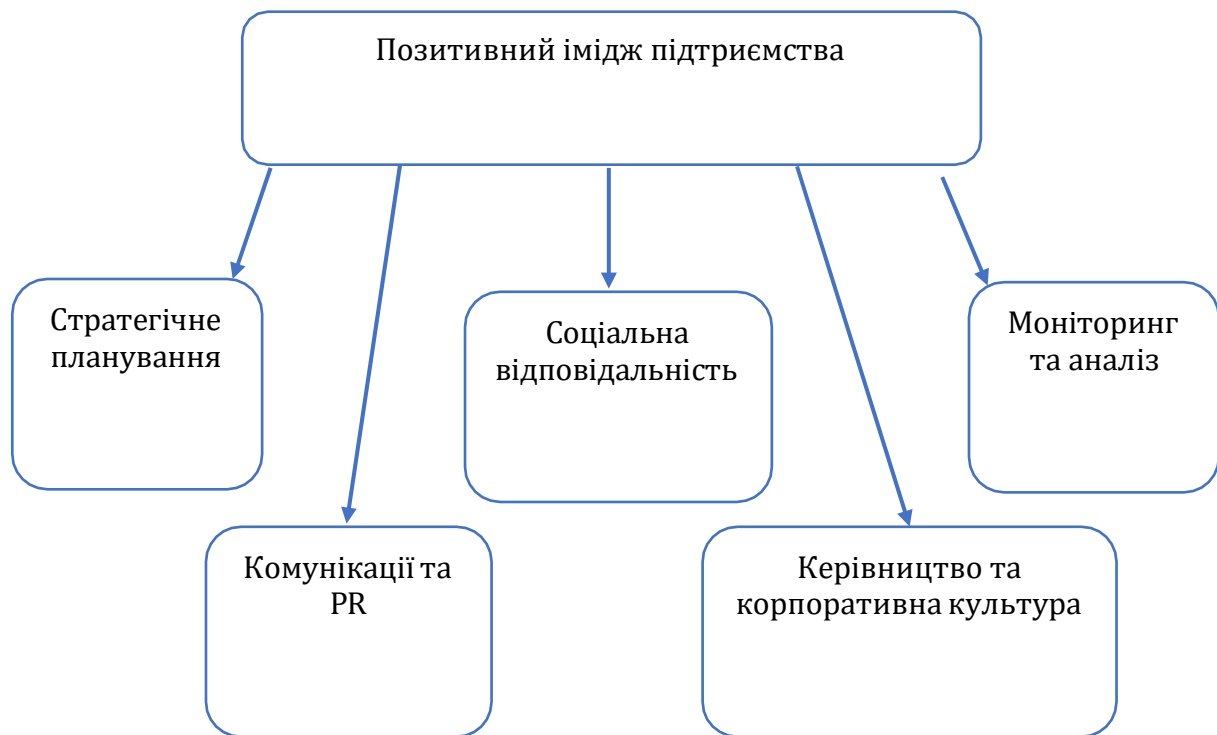 Позитивний імідж підтриємства
Стратегічне
планування
Соціальна
відповідальність
Моніторинг
та аналіз
Комунікації та
PR
Керівництво та
корпоративна культура